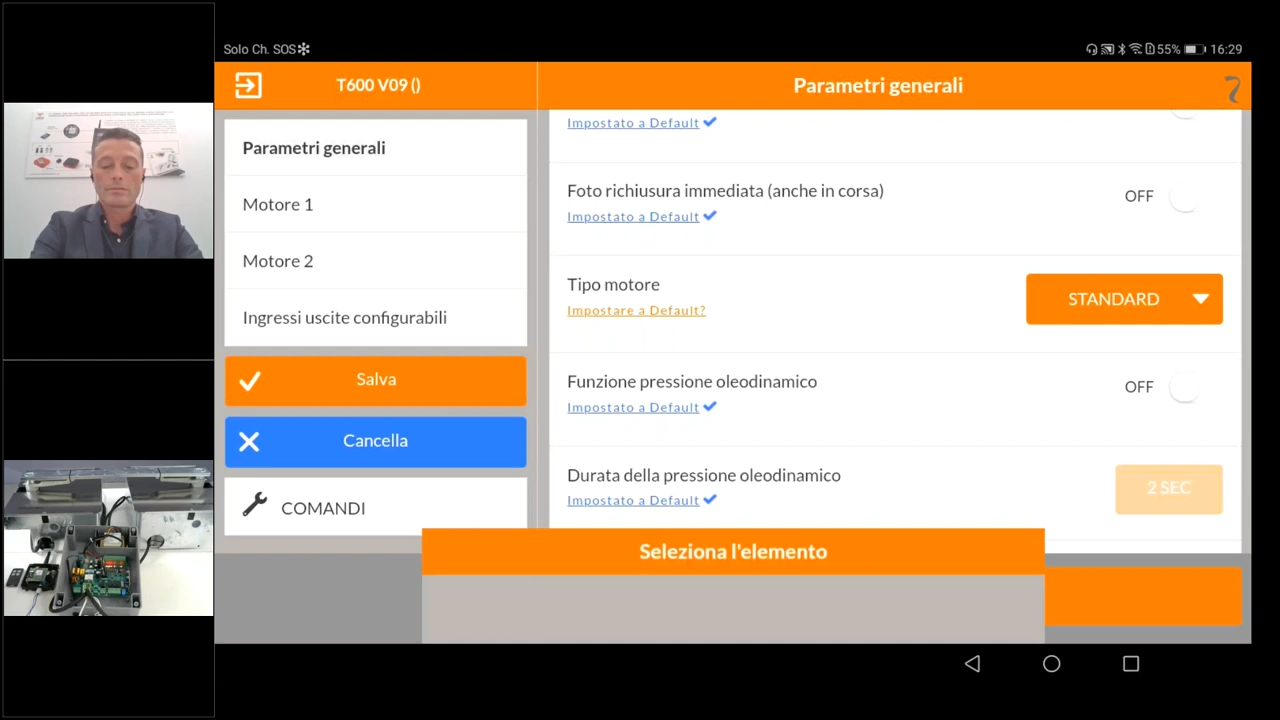 Solo Ch. SOS✻
55% 16:29
T600 V09 ()
Parametri generali
Parametri generali
Motore 1
Motore 2
Ingressi uscite configurabili
Salva
Cancella
COMANDI
Impostato a Default
Foto richiusura immediata (anche in corsa)
OFF
Impostato a Default
Tipo motore
STANDARD
Impostare a Default?
Funzione pressione oleodinamico
OFF
Impostato a Default
Durata della pressione oleodinamico
2 SEC
Impostato a Default
Seleziona l'elemento